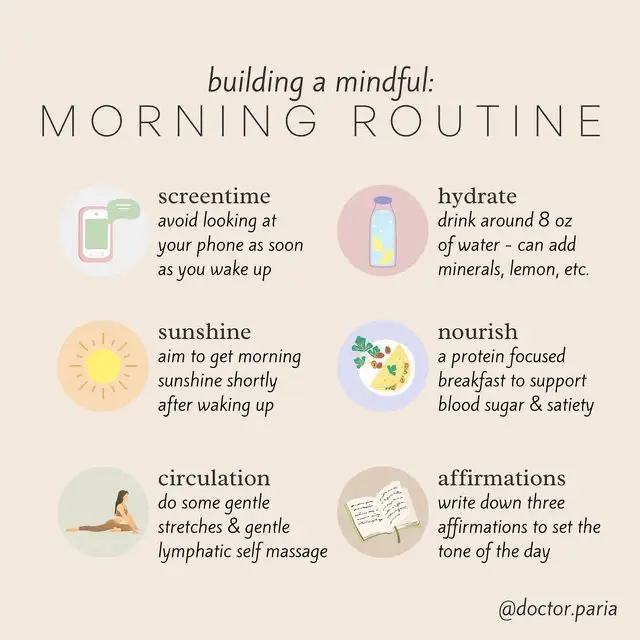 building a mindful:
MORNING ROUTINE
screentime
avoid looking at
your phone as soon
as you wake up
hydrate
drink around 8 oz
of water - can add
minerals, lemon, etc.
sunshine
aim to get morning
sunshine shortly
after waking up
nourish
a protein focused
breakfast to support
blood sugar & satiety
circulation
do some gentle
stretches & gentle
lymphatic self massage
affirmations
write down three
affirmations to set the
tone of the day
@doctor.paria